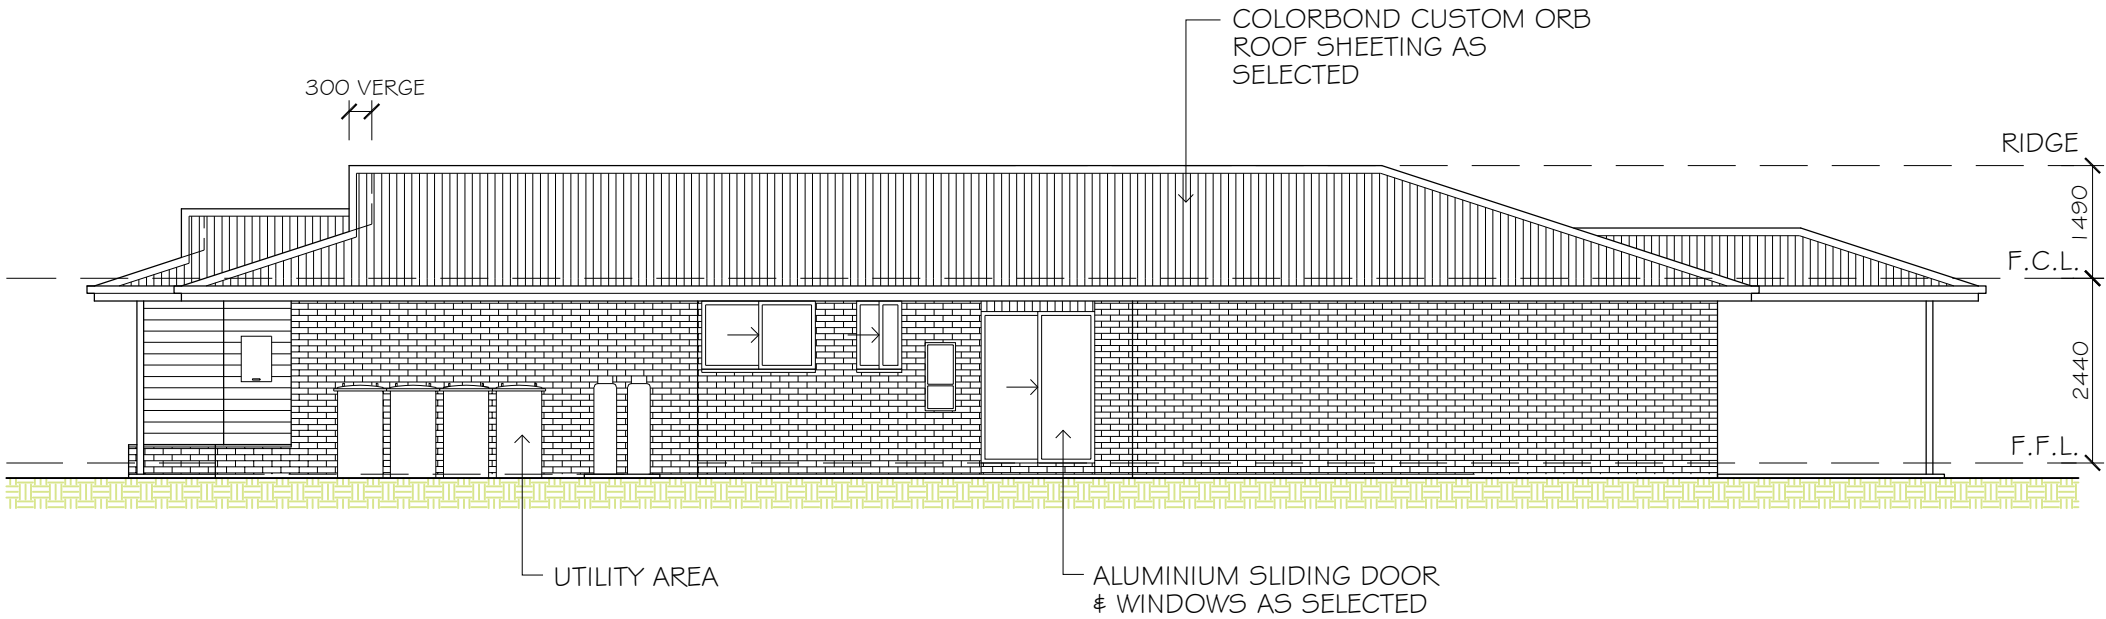 COLORBOND CUSTOM ORB
ROOF SHEETING AS
SELECTED
300 VERGE
RIDGE
1490
F.C.L.
2440
F.F.L.
UTILITY AREA
ALUMINIUM SLIDING DOOR
& WINDOWS AS SELECTED